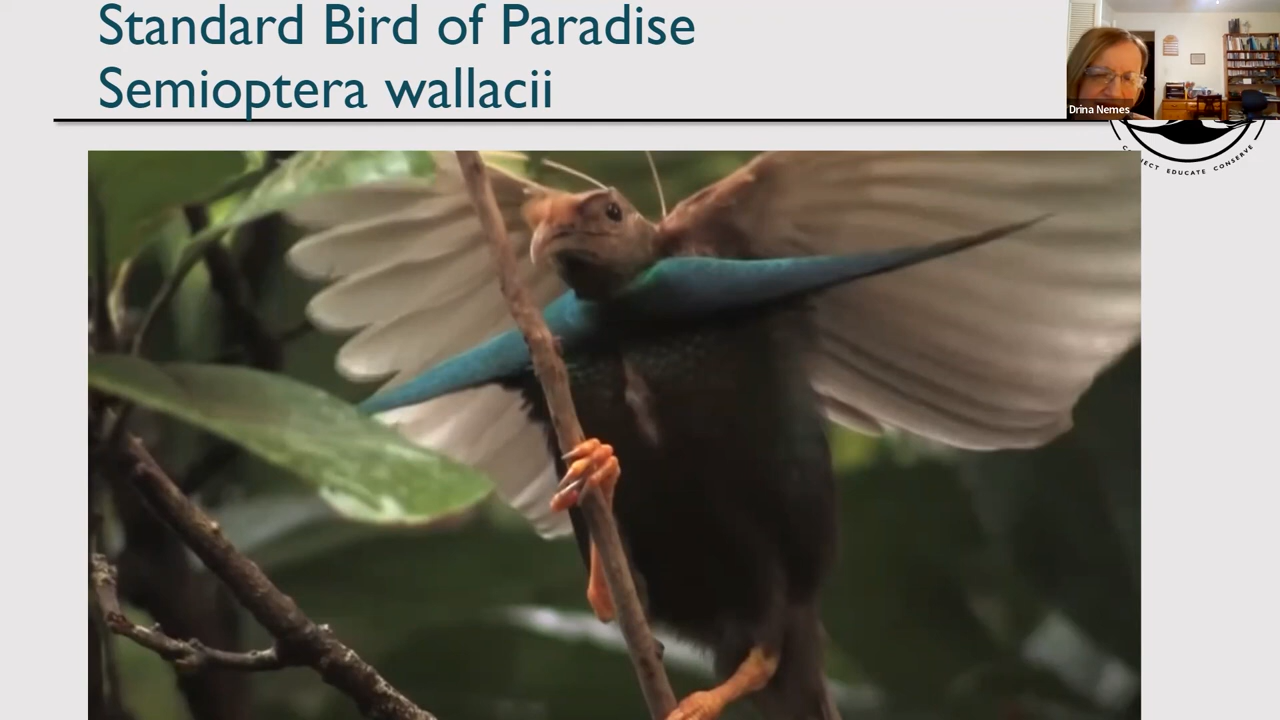 Standard Bird of Paradise
Semioptera wallacii
Drina Nemes
EDUCATE CONSERVE